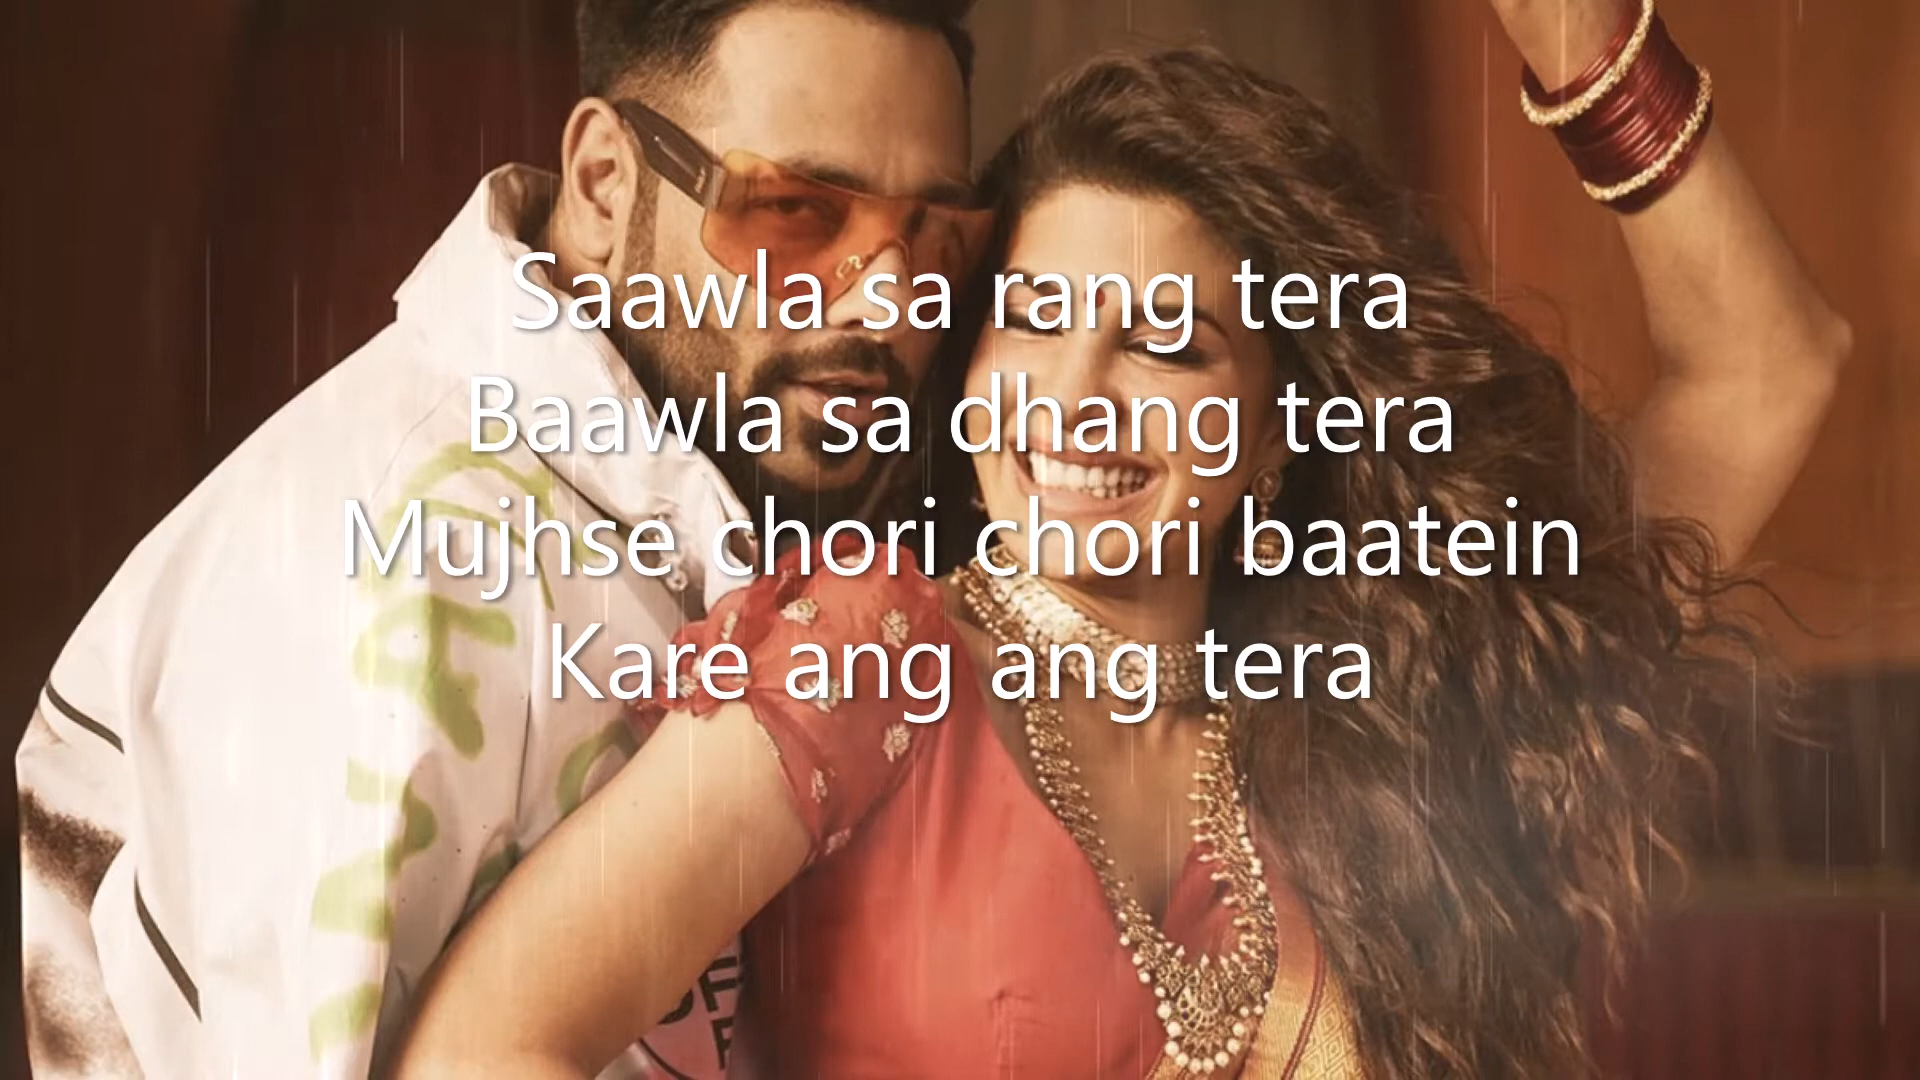 Saawla sa rang tera
Baawla sa dhang tera
Mujhse chori chori baatein
Kare ang ang tera